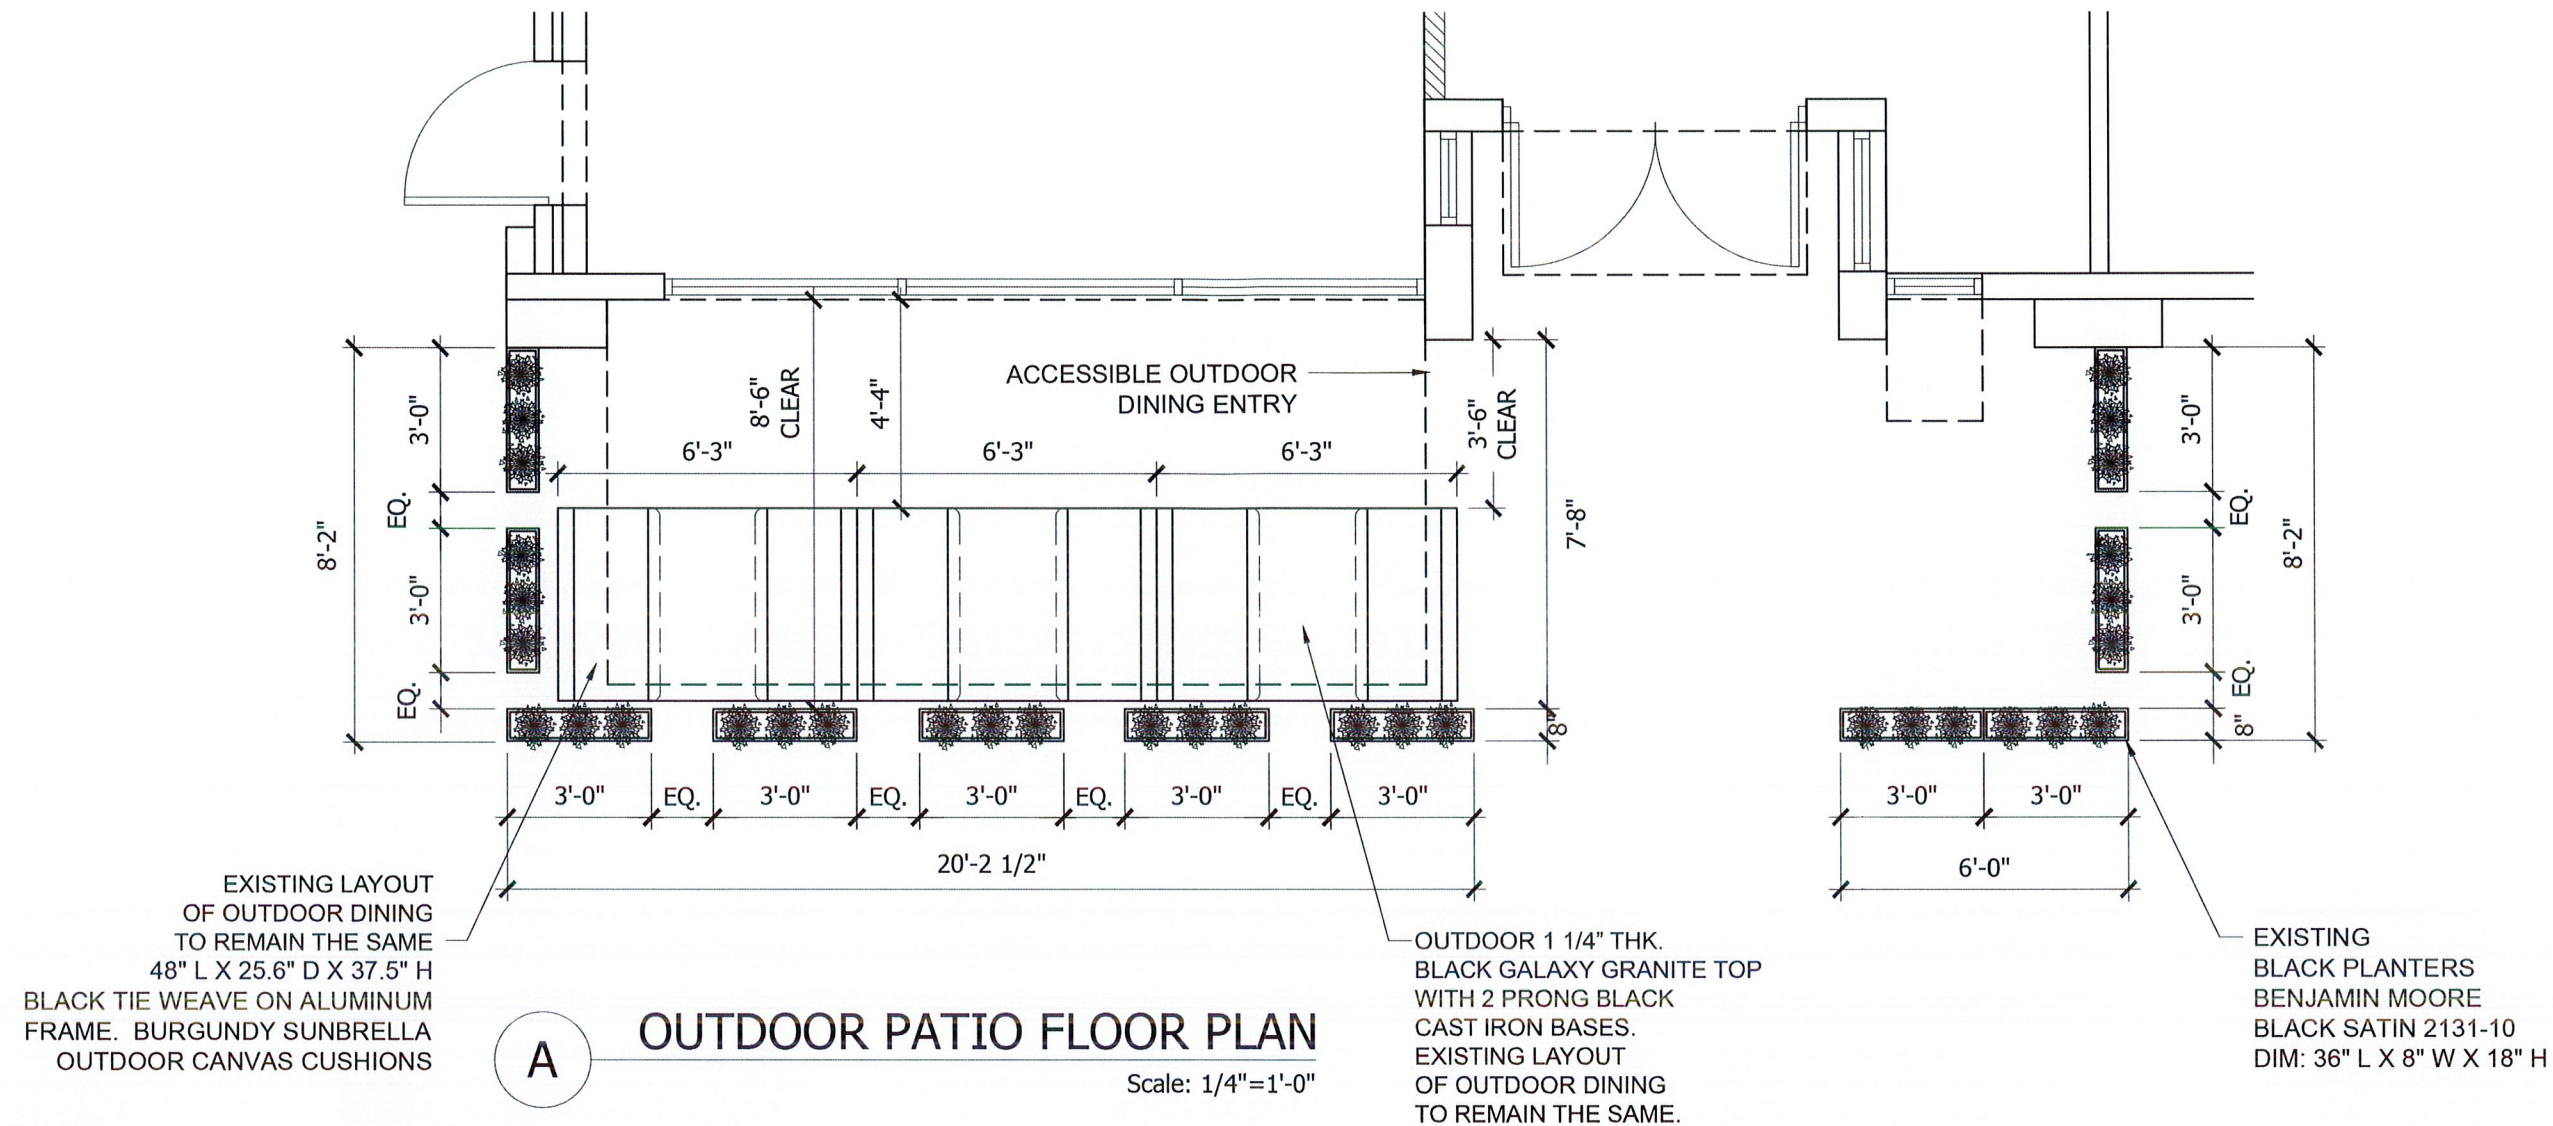 ACCESSIBLE OUTDOOR
DINING ENTRY
8'-6"
CLEAR
4'-4"
3'-6"
CLEAR
7'-8"
8"
6'-3"
6'-3"
6'-3"
3'-0"
EQ.
3'-0"
EQ.
8'-2"
3'-0"
EQ.
3'-0"
EQ.
8"
8'-2"
3'-0"
EQ.
3'-0"
EQ.
3'-0"
EQ.
3'-0"
EQ.
3'-0"
20'-2 1/2"
3'-0"
3'-0"
6'-0"
EXISTING LAYOUT
OF OUTDOOR DINING
TO REMAIN THE SAME
48" L X 25.6" D X 37.5" H
BLACK TIE WEAVE ON ALUMINUM
FRAME. BURGUNDY SUNBRELLA
OUTDOOR CANVAS CUSHIONS
A
OUTDOOR PATIO FLOOR PLAN
Scale: 1/4"=1'-0"
OUTDOOR 1 1/4” THK.
BLACK GALAXY GRANITE TOP
WITH 2 PRONG BLACK
CAST IRON BASES.
EXISTING LAYOUT
OF OUTDOOR DINING
TO REMAIN THE SAME.
EXISTING
BLACK PLANTERS
BENJAMIN MOORE
BLACK SATIN 2131-10
DIM: 36" L X 8" W X 18" H